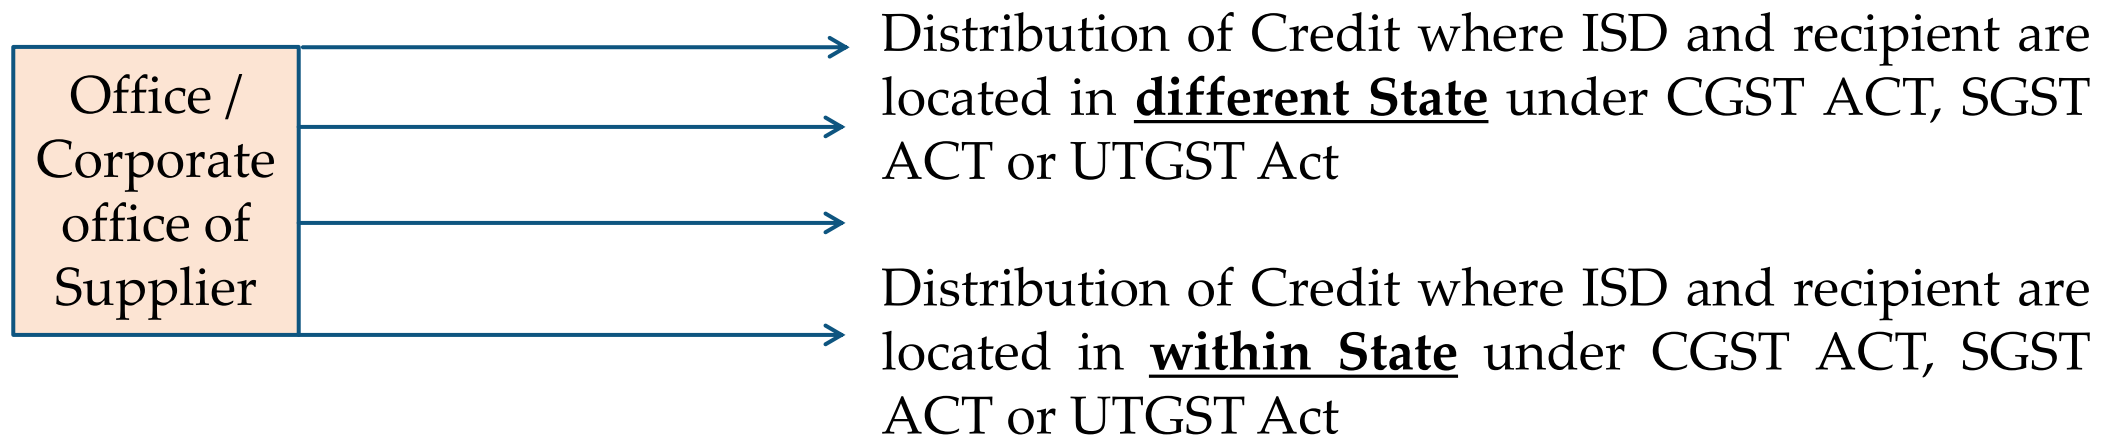 Office /
Corporate
office of
Supplier
Distribution of Credit where ISD and recipient are
located in different State under CGST ACT, SGST
ACT or UTGST Act
Distribution of Credit where ISD and recipient are
located in within State under CGST ACT, SGST
ACT or UTGST Act